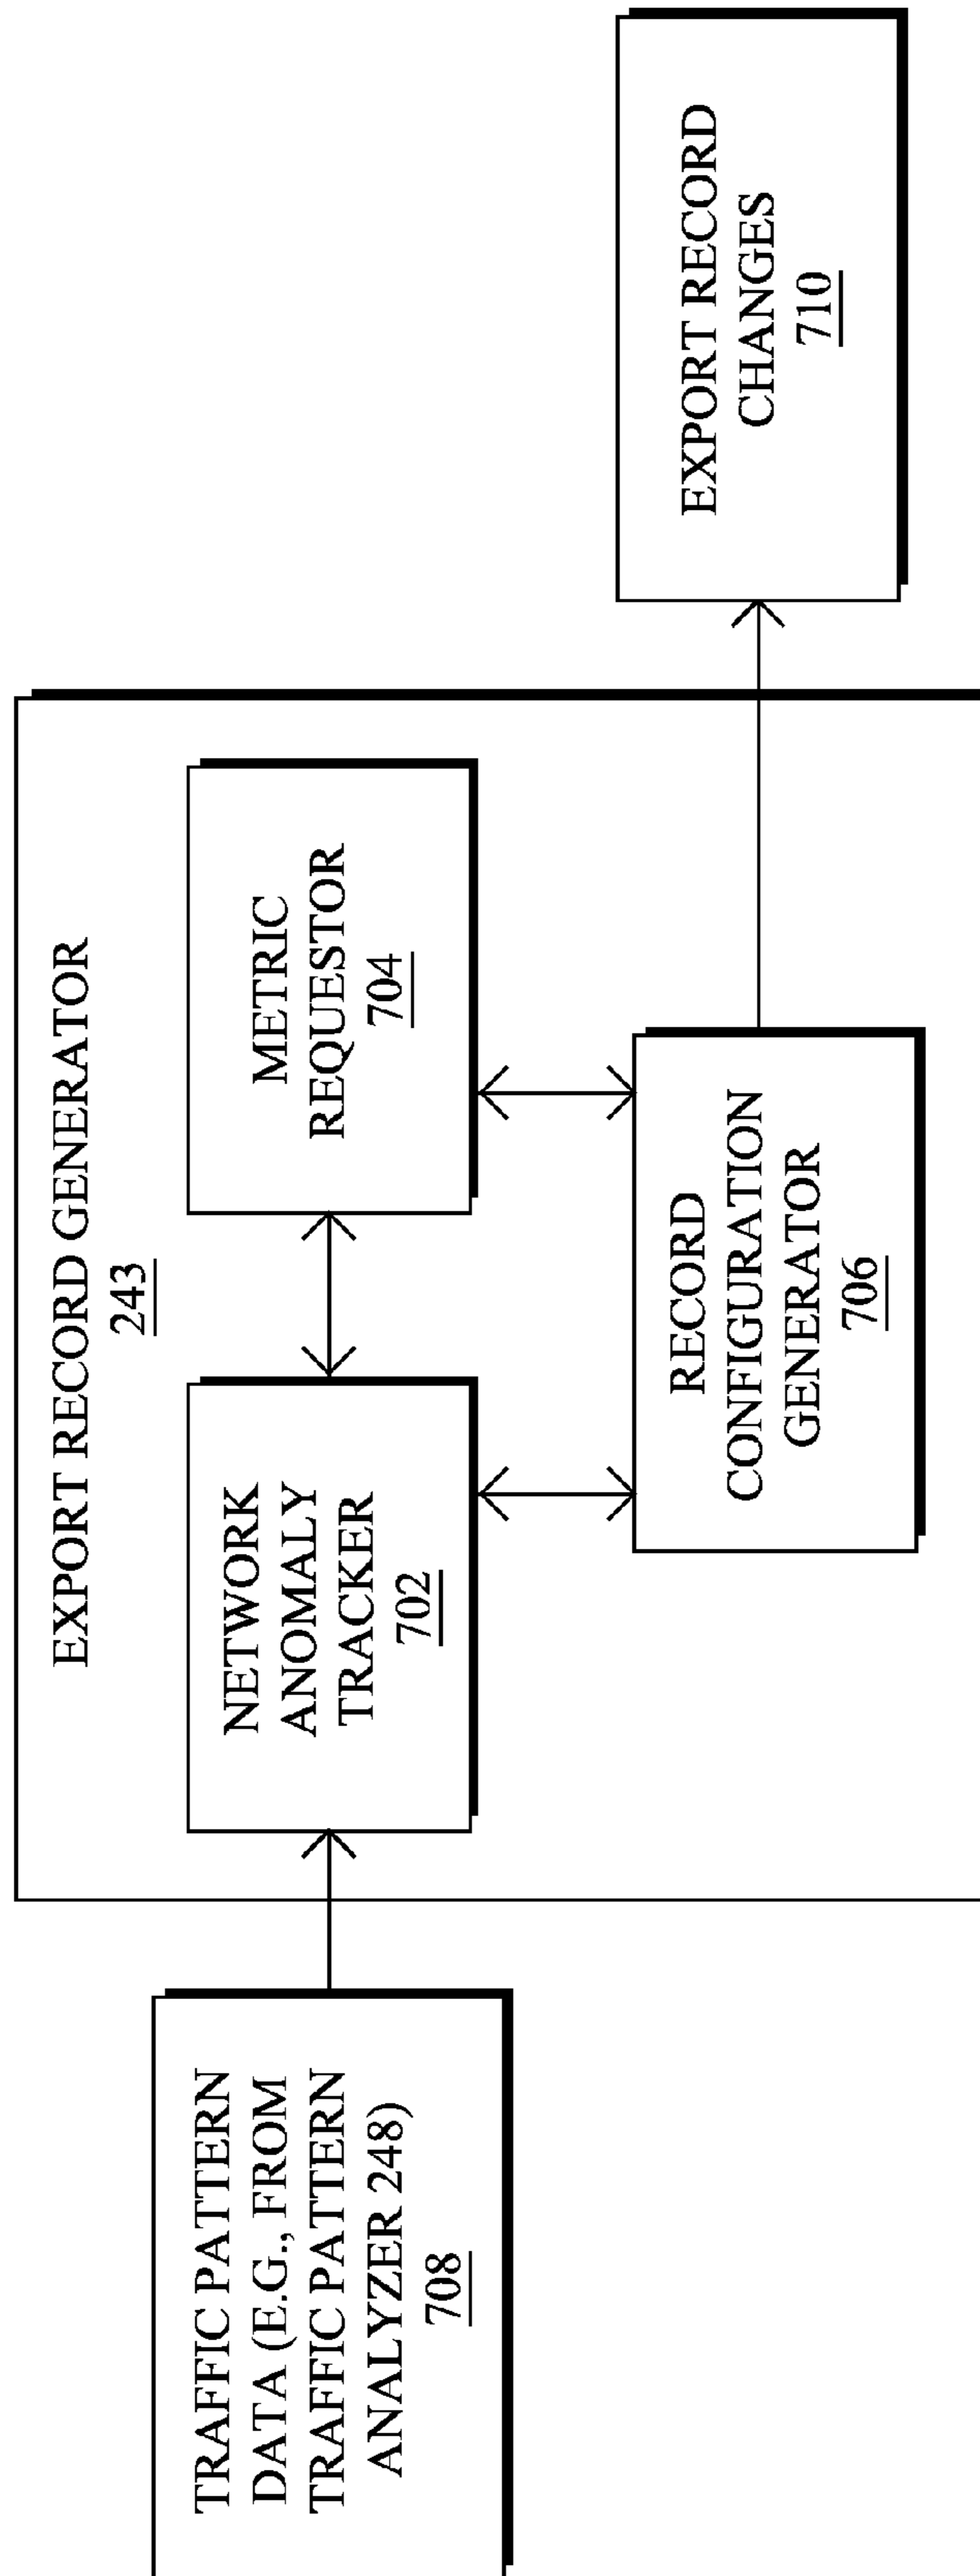 EXPORT RECORD GENERATOR
243
TRAFFIC PATTERN
DATA (E.G., FROM
TRAFFIC PATTERN
ANALYZER 248)
708
NETWORK
ANOMALY
TRACKER
702
METRIC
REQUESTOR
704
RECORD
CONFIGURATION
GENERATOR
706
EXPORT RECORD
CHANGES
710